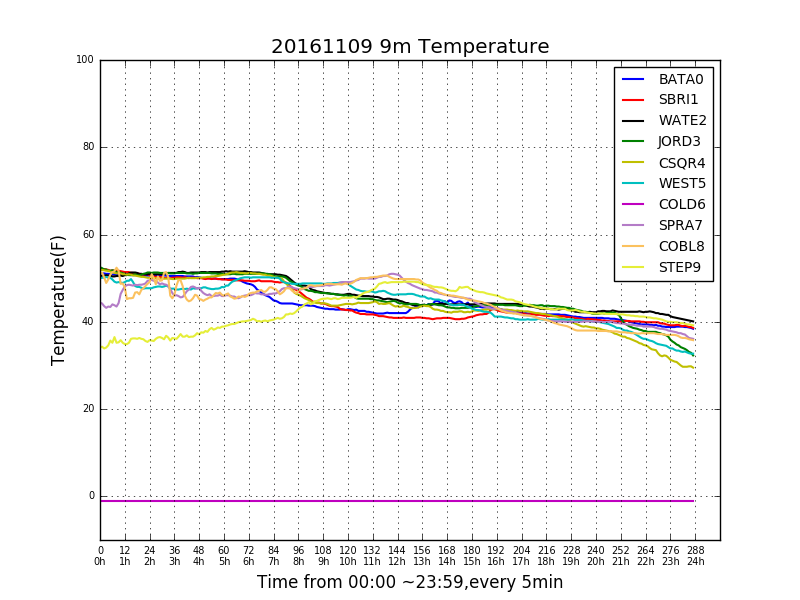 20161109 9m Temperature
BATA0
SBRI1
WATE2
JORD3
CSQR4
WEST5
COLD6
SPRA7
COBL8
STEP9
Temperature(F)
100
80
60
40
20
0
0 12 24 36 48 60 72 84 96 108 120 132 144 156 168 180 192 204 216 228 240 252 264 276 288
0h 1h 2h 3h 4h 5h 6h 7h 8h 9h 10h 11h 12h 13h 14h 15h 16h 17h 18h 19h 20h 21h 22h 23h 24h
Time from 00:00 ~23:59,every 5min